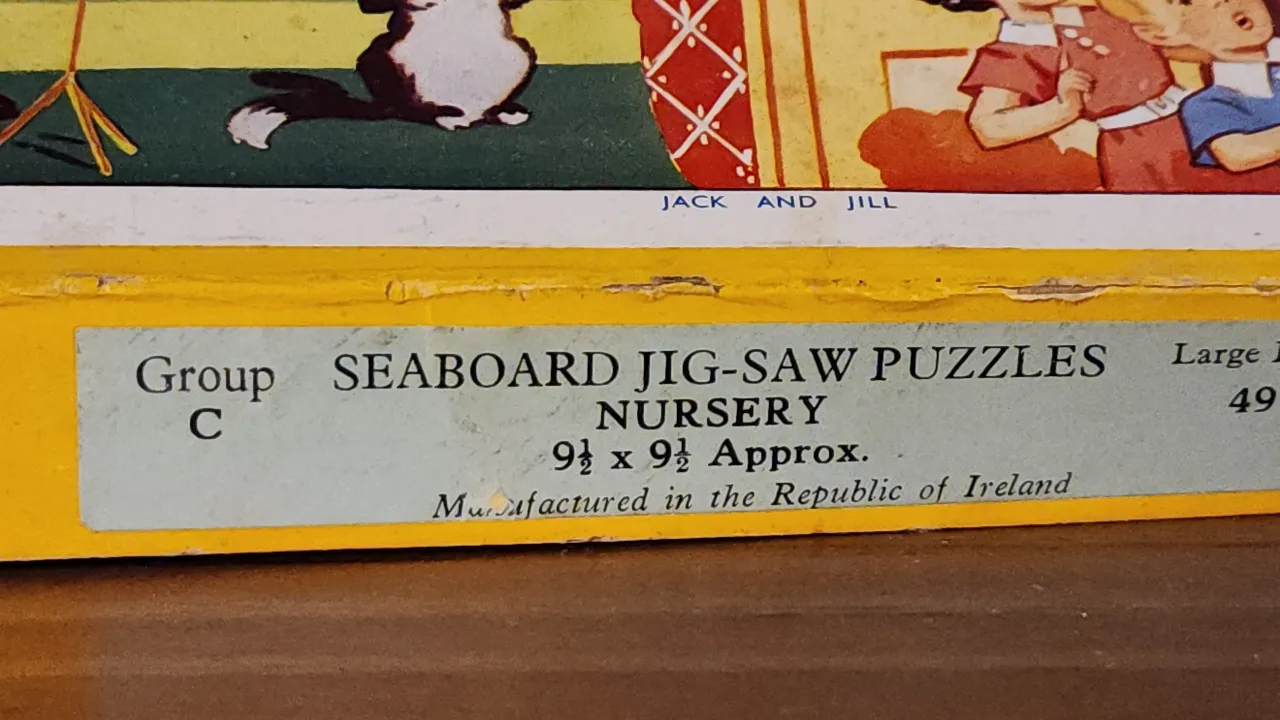 JACK AND JILL
Group
C
SEABOARD JIG-SAW PUZZLES
NURSERY
9½ x 9½ Approx.
Manufactured in the Republic of Ireland
Large
49